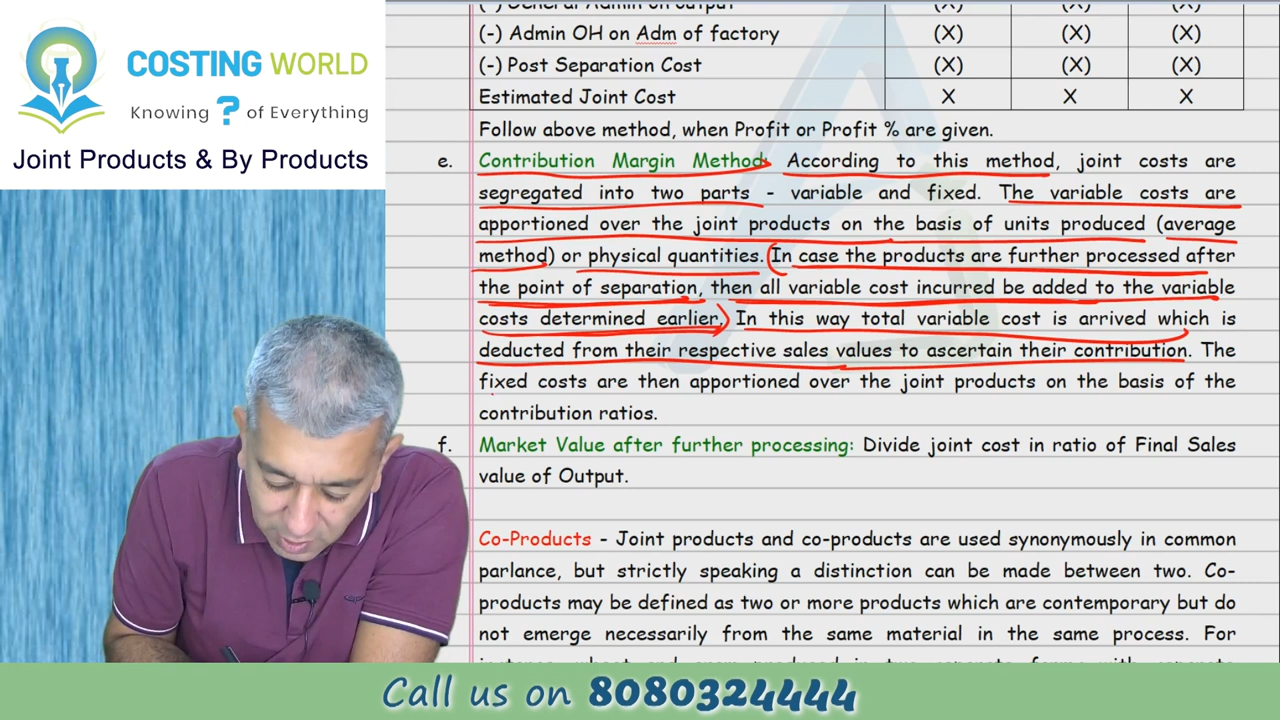 COSTING WORLD
Knowing ? of Everything
Joint Products & By Products
(-) General Admin on output (X) (X) (X)
(-) Admin OH on Adm of factory (X) (X) (X)
(-) Post Separation Cost (X) (X) (X)
Estimated Joint Cost X X X
Follow above method, when Profit or Profit % are given.
e. Contribution Margin Method: According to this method, joint costs are
segregated into two parts - variable and fixed. The variable costs are
apportioned over the joint products on the basis of units produced (average
method) or physical quantities. In case the products are further processed after
the point of separation, then all variable cost incurred be added to the variable
costs determined earlier. In this way total variable cost is arrived which is
deducted from their respective sales values to ascertain their contribution. The
fixed costs are then apportioned over the joint products on the basis of the
contribution ratios.
f. Market Value after further processing: Divide joint cost in ratio of Final Sales
value of Output.
Co-Products - Joint products and co-products are used synonymously in common
parlance, but strictly speaking a distinction can be made between two. Co-
products may be defined as two or more products which are contemporary but do
not emerge necessarily from the same material in the same process. For
Call us on 8080324444